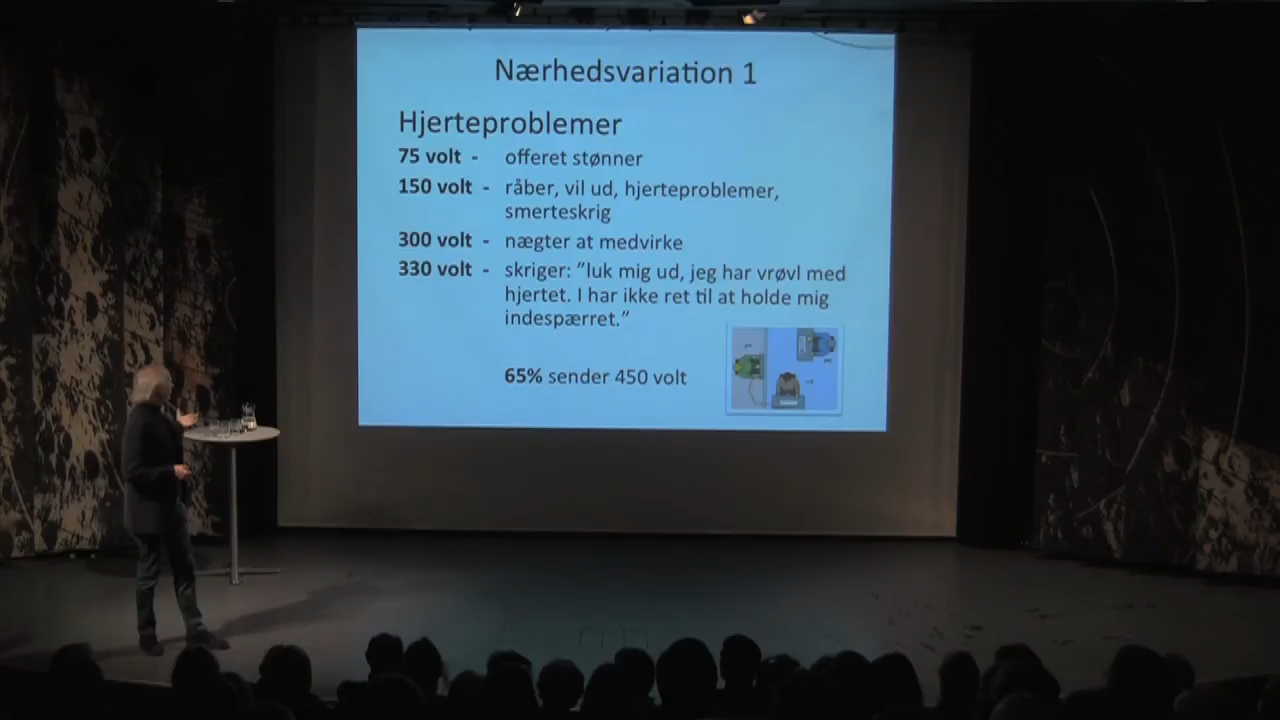 Nærhedsvariation 1
Hjerteproblemer
75 volt - offeret stønner
150 volt - råber, vil ud, hjerteproblemer,
smerteskrig
300 volt - nægter at medvirke
330 volt - skriger: ”luk mig ud, jeg har vrøvl med
hjertet. I har ikke ret til at holde mig
indespærret.”
65% sender 450 volt